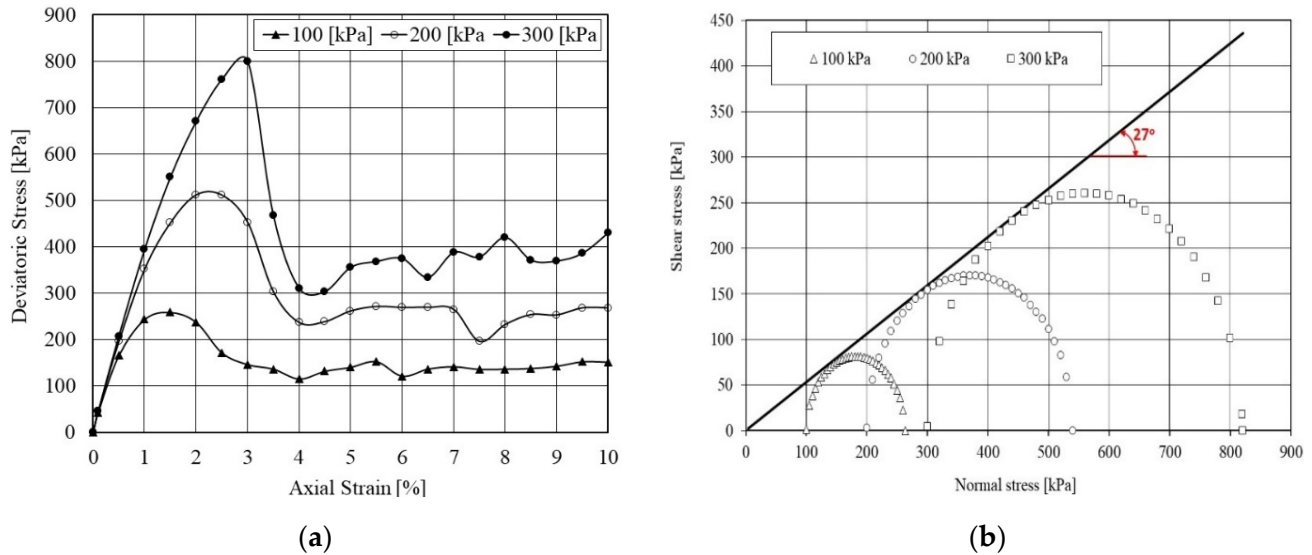 100 [kPa] 200 [kPa 300 [kPa
900
800
700
600
500
400
300
200
100
0
Deviatoric Stress [kPa]
0 1 2 3 4 5 6 7 8 9 10
Axial Strain [%]
(a)
450
400
350
300
250
200
150
100
50
0
Shear stress [kPa]
100 kPa 200 kPa 300 kPa
27°
0 100 200 300 400 500 600 700 800 900
Normal stress [kPa]
(b)